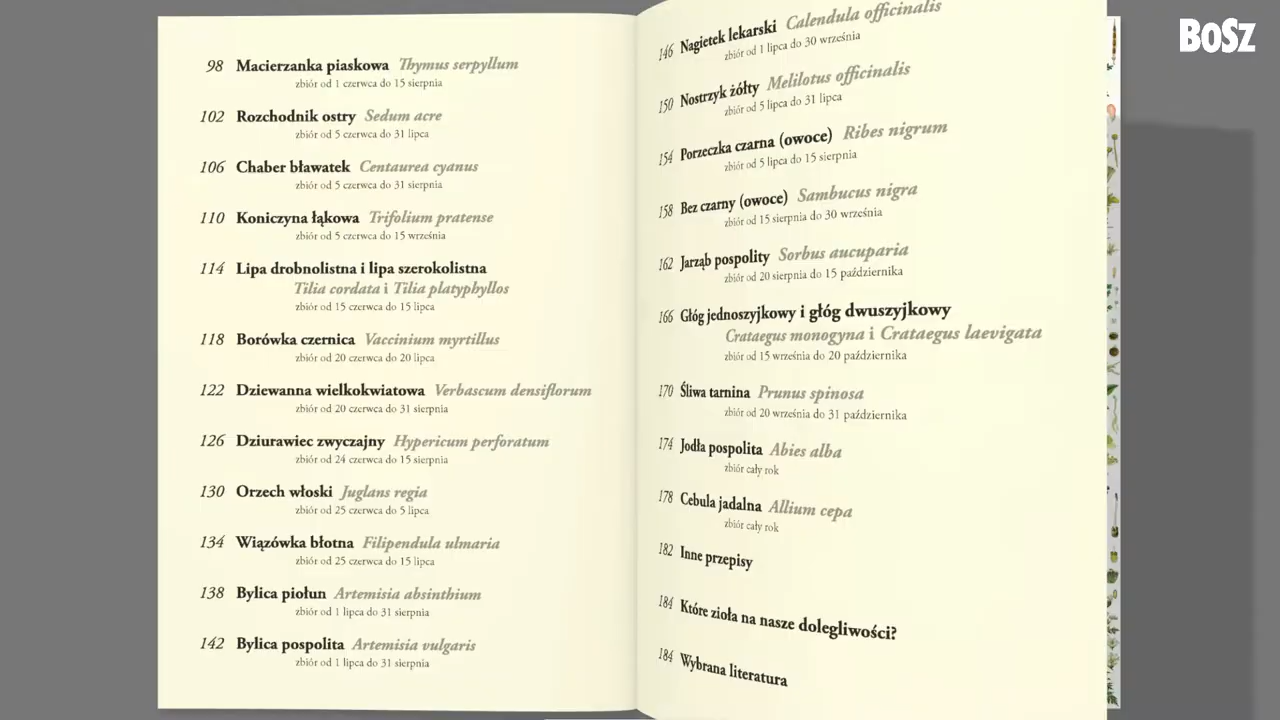 BOSZ
98 Macierzanka piaskowa Thymus serpyllum
zbiór od 1 czerwca do 15 sierpnia
102 Rozchodnik ostry Sedum acre
zbiór od 5 czerwca do 31 lipca
106 Chaber bławatek Centaurea cyanus
zbiór od 5 czerwca do 31 sierpnia
110 Koniczyna łąkowa Trifolium pratense
zbiór od 5 czerwca do 15 września
114 Lipa drobnolistna i lipa szerokolistna
Tilia cordata i Tilia platyphyllos
zbiór od 15 czerwca do 15 lipca
118 Borówka czernica Vaccinium myrtillus
zbiór od 20 czerwca do 20 lipca
122 Dziewanna wielkokwiatowa Verbascum densiflorum
zbiór od 20 czerwca do 31 sierpnia
126 Dziurawiec zwyczajny Hypericum perforatum
zbiór od 24 czerwca do 15 sierpnia
130 Orzech włoski Juglans regia
zbiór od 25 czerwca do 5 lipca
134 Wiązówka błotna Filipendula ulmaria
zbiór od 25 czerwca do 15 lipca
138 Bylica piołun Artemisia absinthium
zbiór od 1 lipca do 31 sierpnia
142 Bylica pospolita Artemisia vulgaris
zbiór od 1 lipca do 31 sierpnia
146 Nagietek lekarski Calendula officinalis
zbiór od 1 lipca do 30 września
150 Nostrzyk żółty Melilotus officinalis
zbiór od 5 lipca do 31 lipca
154 Porzeczka czarna (owoce) Ribes nigrum
zbiór od 5 lipca do 15 sierpnia
158 Bez czarny (owoce) Sambucus nigra
zbiór od 15 sierpnia do 30 września
162 Jarząb pospolity Sorbus aucuparia
zbiór od 20 sierpnia do 15 października
166 Głóg jednoszyjkowy i głóg dwuszyjkowy
Crataegus monogyna i Crataegus laevigata
zbiór od 15 września do 20 października
170 Śliwa tarnina Prunus spinosa
zbiór od 20 września do 31 października
174 Jodła pospolita Abies alba
zbiór cały rok
178 Cebula jadalna Allium cepa
zbiór cały rok
182 Inne przepisy
184 Które zioła na nasze dolegliwości?
184 Wybrana literatura